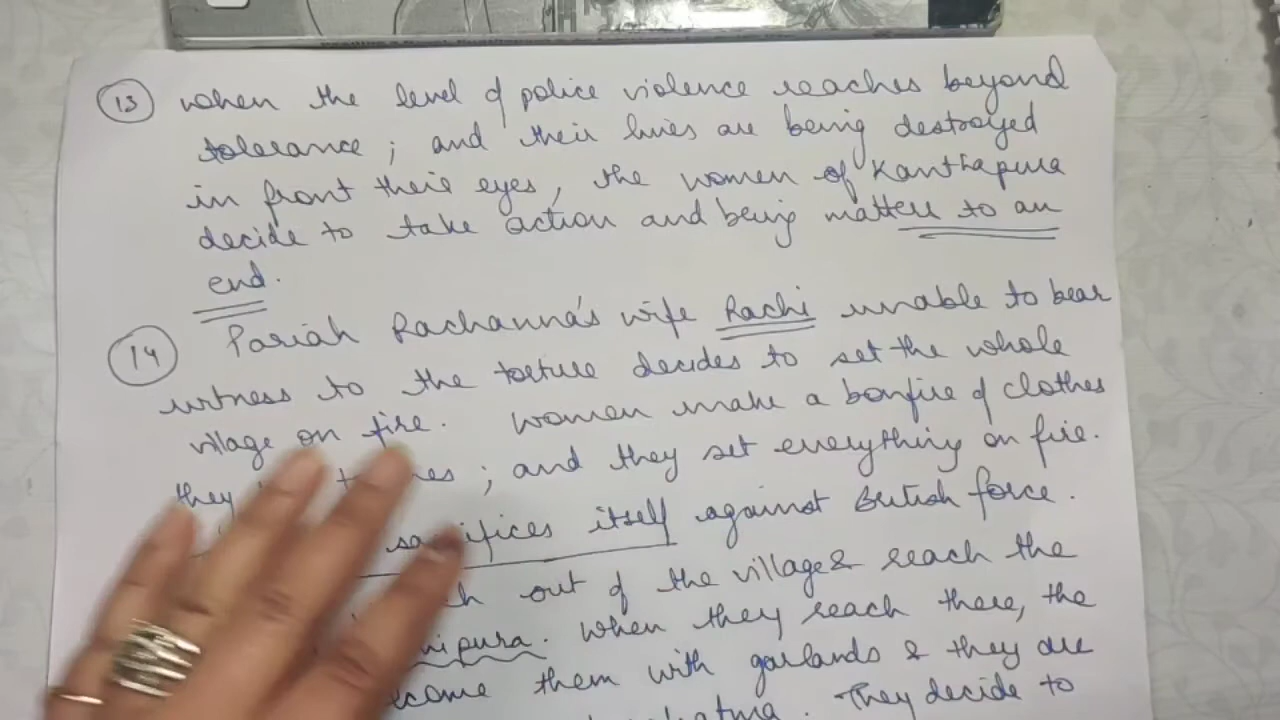 13 when the level of police violence reaches beyond
tolerance ; and their lives are being destroyed
in front their eyes, the women of Kanthapura
decide to take action and being matters to an
end.
14 Pariah Rachanna's wife Rachi unable to bear
witness to the torture decides to set the whole
village on fire. Women make a bonfire of clothes
they ; and they set everything on fire.
sacrifices itself against British force.
out of the village & reach the
When they reach there, the
them with garlands & they are
They decide to